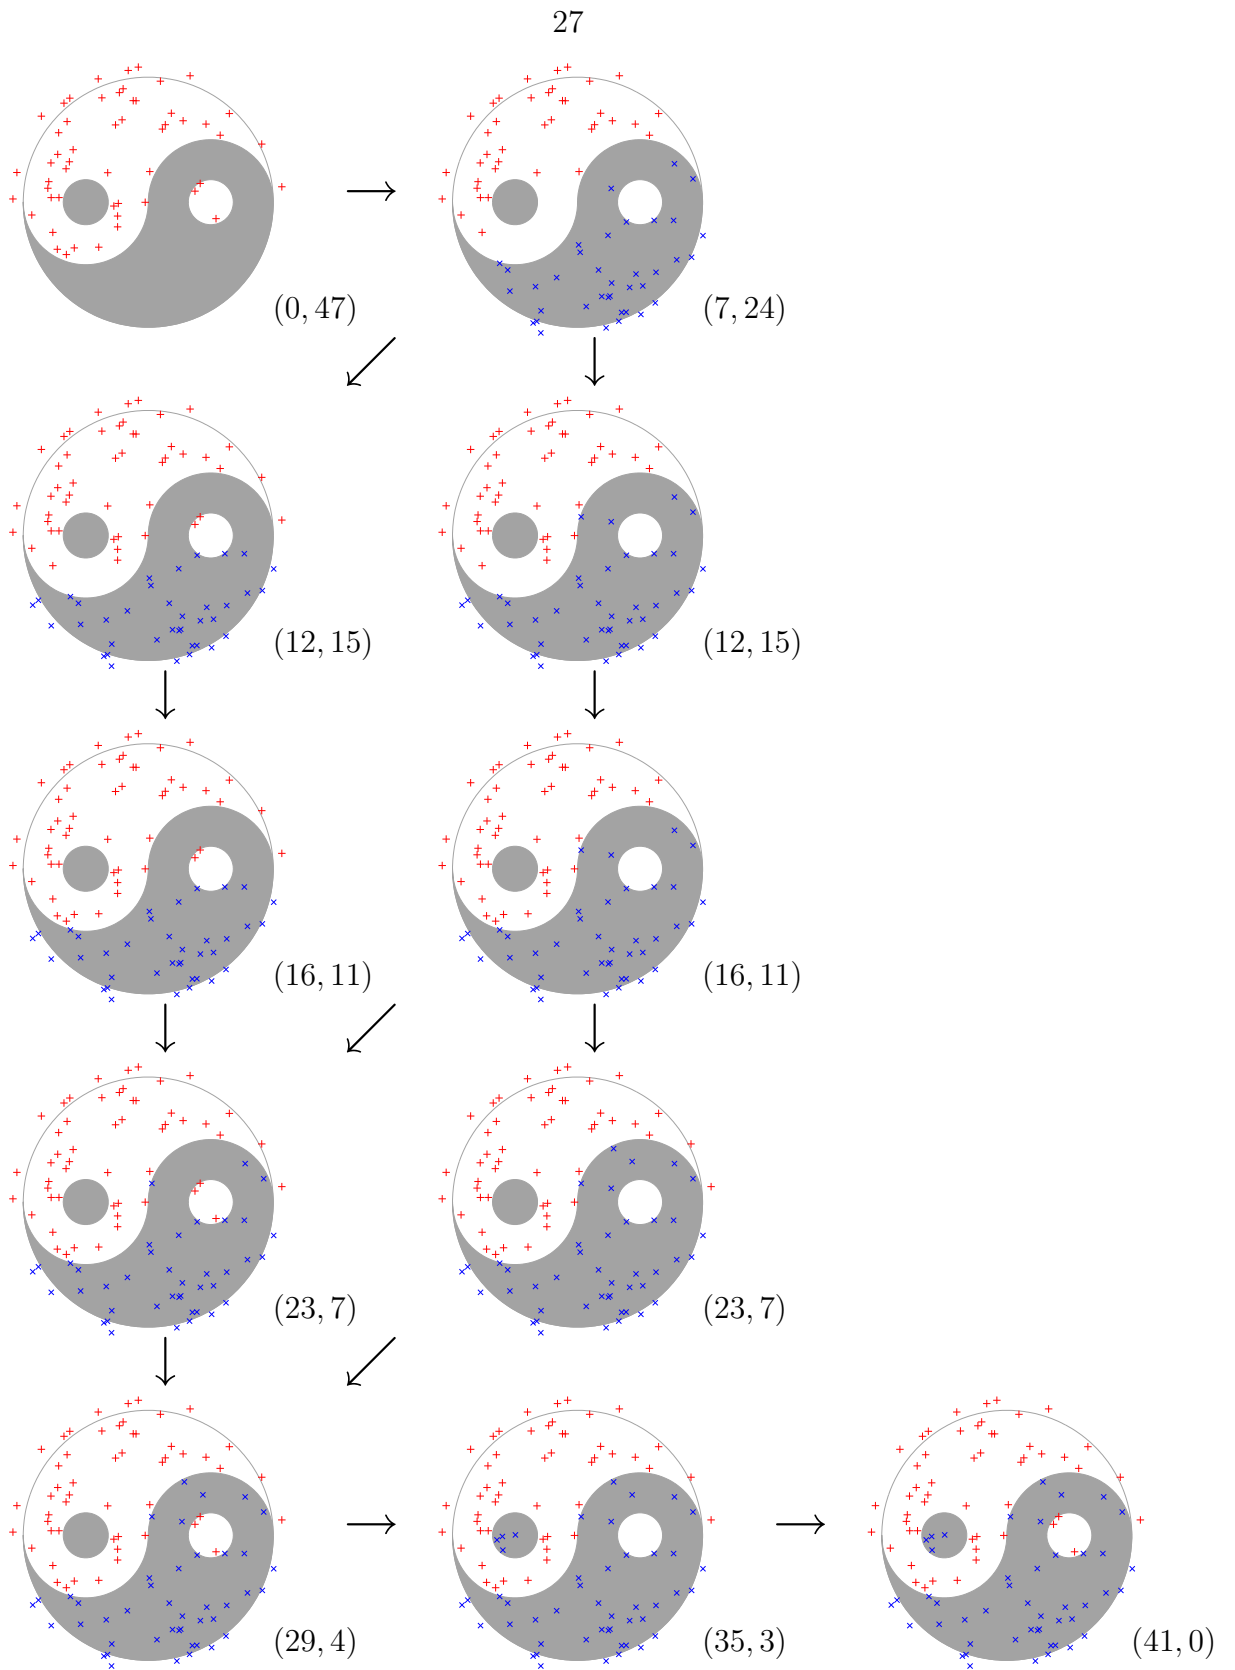 27
(0, 47) (7, 24)
(12, 15) (12, 15)
(16, 11) (16, 11)
(23, 7) (23, 7)
(29, 4) (35, 3) (41, 0)